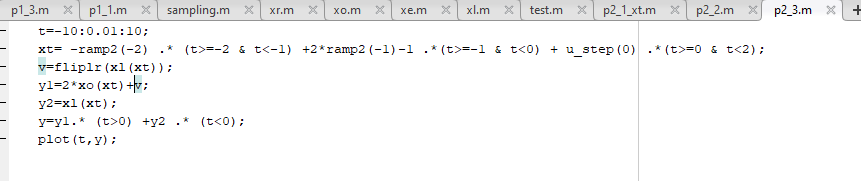 p1_3.m p1_1.m sampling.m xr.m xo.m xe.m xl.m test.m p2_1_xt.m p2_2.m p2_3.m
t=-10:0.01:10;
xt= -ramp2(-2) .* (t>=-2 & t<-1) +2*ramp2(-1)-1 .*(t>=-1 & t<0) + u_step(0) .*(t>=0 & t<2);
v=fliplr(xl(xt));
y1=2*xo(xt)+v;
y2=xl(xt);
y=y1.* (t>0) +y2 .* (t<0);
plot(t,y);